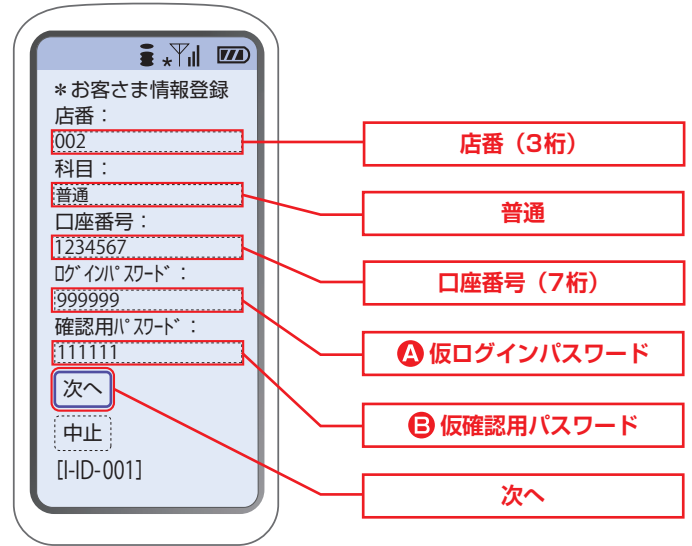 ＊お客さま情報登録
店番：
002
科目：
普通
口座番号：
1234567
ﾛｸﾞｲﾝﾊﾟｽﾜｰﾄﾞ：
999999
確認用ﾊﾟｽﾜｰﾄﾞ：
111111
次へ
中止
[I-ID-001]
店番（3桁）
普通
口座番号（7桁）
A 仮ログインパスワード
B 仮確認用パスワード
次へ